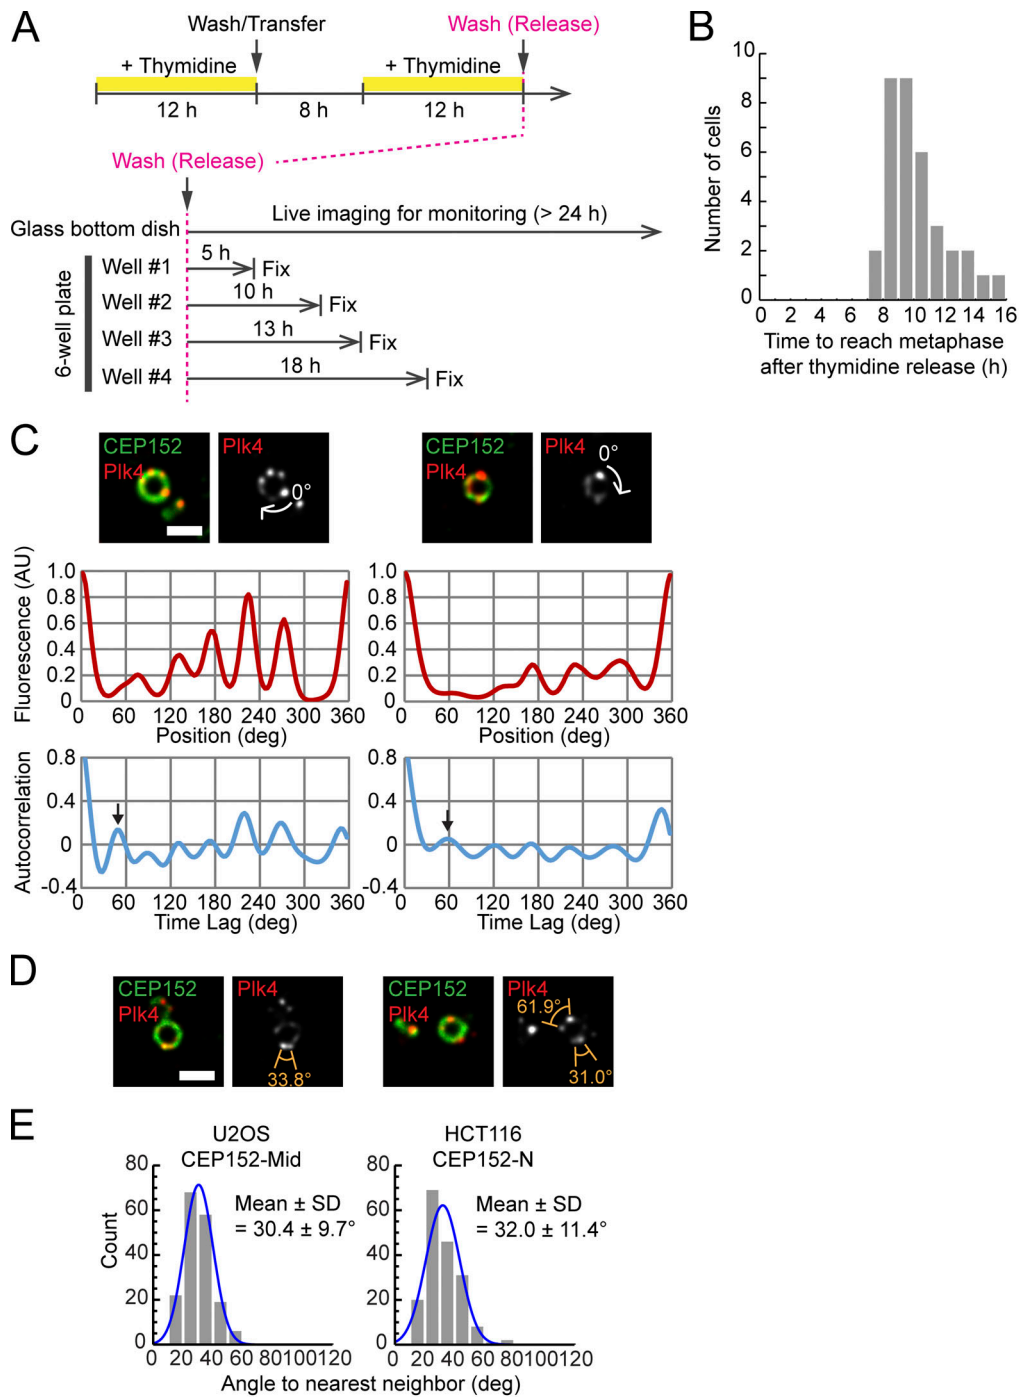 A
Wash/Transfer
Wash (Release)
+ Thymidine
+ Thymidine
12 h
8 h
12 h
Wash (Release)
Live imaging for monitoring (> 24 h)
Glass bottom dish
6-well plate
Well #1
5 h
Fix
Well #2
10 h
Fix
Well #3
13 h
Fix
Well #4
18 h
Fix
B
Number of cells
10
8
6
4
2
0
0 2 4 6 8 10 12 14 16
Time to reach metaphase
after thymidine release (h)
C
CEP152
Plk4
Plk4
0°
CEP152
Plk4
Plk4
0°
Fluorescence (AU)
1.0
0.8
0.6
0.4
0.2
0
0 60 120 180 240 300 360
Position (deg)
1.0
0.8
0.6
0.4
0.2
0
0 60 120 180 240 300 360
Position (deg)
Autocorrelation
0.8
0.4
0
-0.4
0 60 120 180 240 300 360
Time Lag (deg)
0.8
0.4
0
-0.4
0 60 120 180 240 300 360
Time Lag (deg)
D
CEP152
Plk4
Plk4
33.8°
CEP152
Plk4
Plk4
61.9°
31.0°
E
U2OS
CEP152-Mid
Mean ± SD
= 30.4 ± 9.7°
Count
80
60
40
20
0
0 20 40 60 80 100 120
HCT116
CEP152-N
Mean ± SD
= 32.0 ± 11.4°
80
60
40
20
0
0 20 40 60 80 100 120
Angle to nearest neighbor (deg)